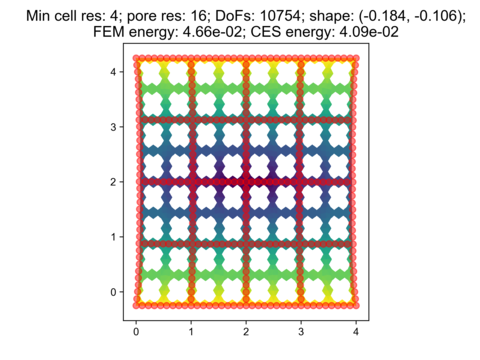 Min cell res: 4; pore res: 16; DoFs: 10754; shape: (-0.184, -0.106);
FEM energy: 4.66e-02; CES energy: 4.09e-02
4
3
2
1
0
0 1 2 3 4